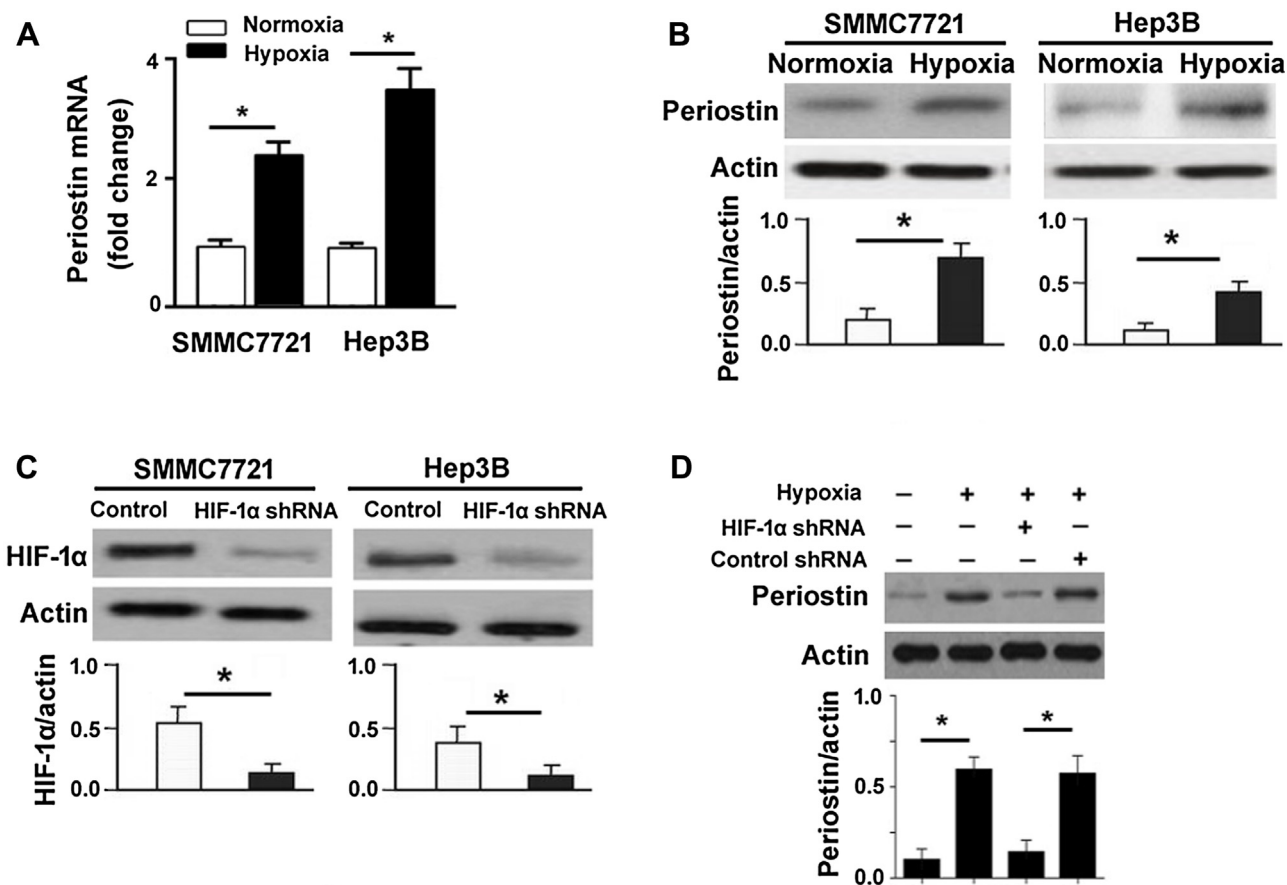 A
Normoxia
Hypoxia
*
*
Periostin mRNA
(fold change)
4
2
0
SMMC7721 Hep3B
B
SMMC7721 Hep3B
Normoxia Hypoxia Normoxia Hypoxia
Periostin
Actin
Periostin/actin
1.0
0.5
0.0
*
1.0
0.5
0.0
*
C
SMMC7721 Hep3B
Control HIF-1α shRNA Control HIF-1α shRNA
HIF-1α
Actin
HIF-1α/actin
1.0
0.5
0.0
*
1.0
0.5
0.0
*
D
Hypoxia – + + +
HIF-1α shRNA – – + –
Control shRNA – – – +
Periostin
Actin
Periostin/actin
1.0
0.5
0.0
*
*